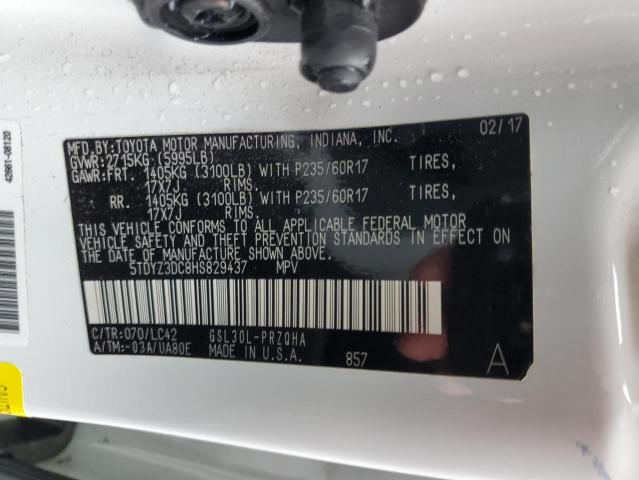 MFD.BY:TOYOTA MOTOR MANUFACTURING, INDIANA, INC. 02/17
GVWR:2715KG (5995LB)
GAWR:FRT. 1405KG (3100LB) WITH P235/60R17 TIRES,
17X7J RIMS.
RR. 1405KG (3100LB) WITH P235/60R17 TIRES,
17X7J RIMS.
THIS VEHICLE CONFORMS TO ALL APPLICABLE FEDERAL MOTOR
VEHICLE SAFETY AND THEFT PREVENTION STANDARDS IN EFFECT ON
THE DATE OF MANUFACTURE SHOWN ABOVE.
5TDYZ3DC8HS829437 MPV
C/TR:070/LC42 GSL30L-PRZQHA
A/TM:-03A/UA80E MADE IN U.S.A. 857 A
42661-08120